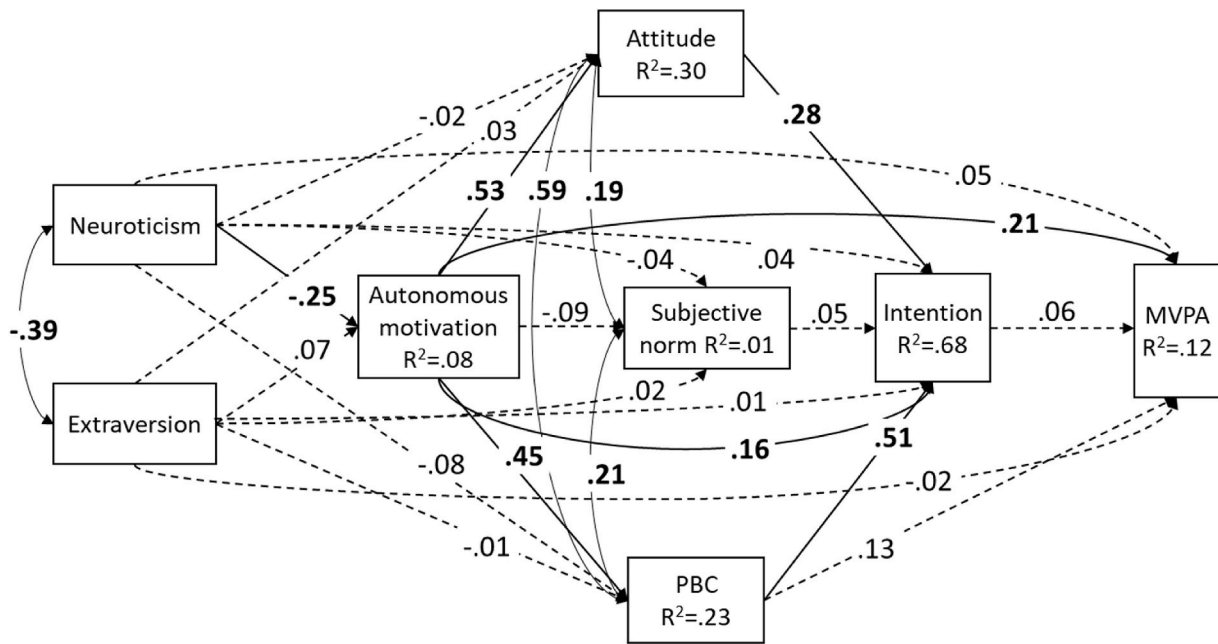 Attitude
R²=.30
-.02
.03
.28
Neuroticism
.53
.59
.19
.05
.21
-.04
.04
-.25
Autonomous
motivation
R²=.08
-.09
Subjective
norm R²=.01
.05
Intention
R²=.68
.06
MVPA
R²=.12
-.39
.07
Extraversion
.02
.01
.16
.51
.45
-.08
.21
-.02
-.01
.13
PBC
R²=.23